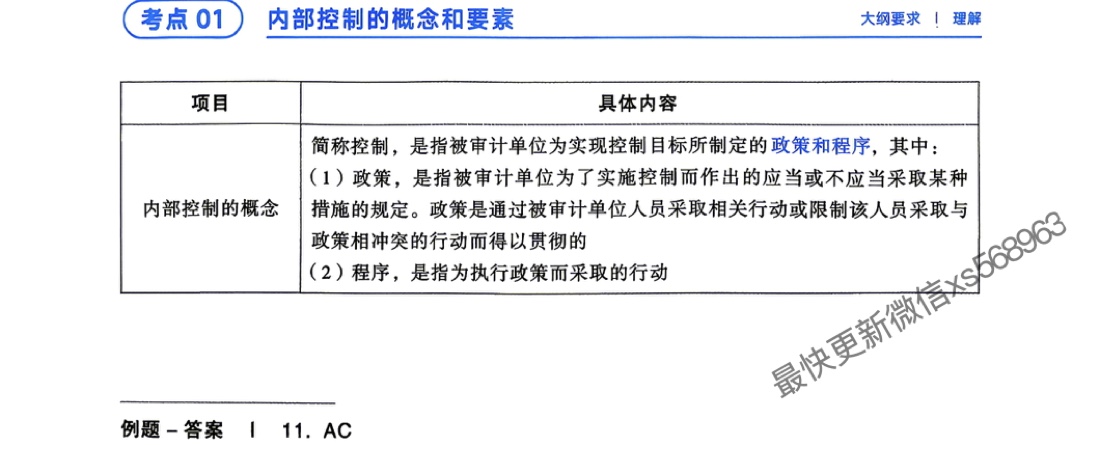 考点 01 内部控制的概念和要素 大纲要求 ｜ 理解
项目 具体内容
内部控制的概念
简称控制，是指被审计单位为实现控制目标所制定的政策和程序，其中：
（1）政策，是指被审计单位为了实施控制而作出的应当或不应当采取某种
措施的规定。政策是通过被审计单位人员采取相关行动或限制该人员采取与
政策相冲突的行动而得以贯彻的
（2）程序，是指为执行政策而采取的行动
最快更新微信xs568963
例题－答案 ｜ 11. AC